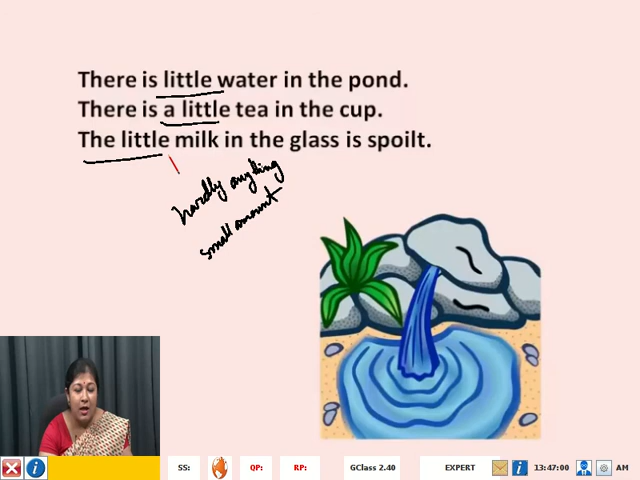 There is little water in the pond.
There is a little tea in the cup.
The little milk in the glass is spoilt.
hardly anything
small amount
SS:
QP:
RP:
GClass 2.40
EXPERT
13:47:00
AM